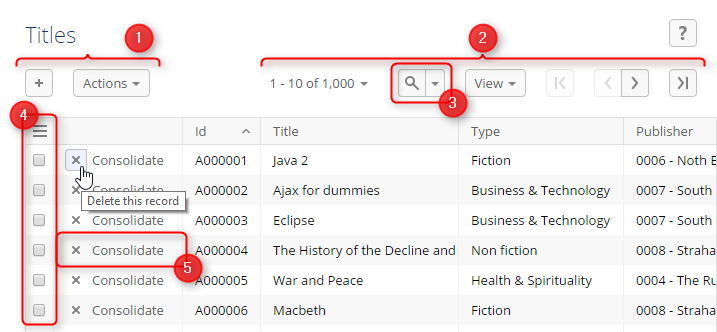 Titles
?
1
2
+
Actions
1 - 10 of 1,000
View
3
4
Id
Title
Type
Publisher
Consolidate
A000001
Java 2
Fiction
0006 - Noth E
Consolidate
A000002
Ajax for dummies
Business & Technology
0007 - South
Delete this record
Consolidate
A000003
Eclipse
Business & Technology
0007 - South
Consolidate
A000004
The History of the Decline and
Non fiction
0008 - Straha
5
Consolidate
A000005
War and Peace
Health & Spirituality
0004 - The Ru
Consolidate
A000006
Macbeth
Fiction
0008 - Straha